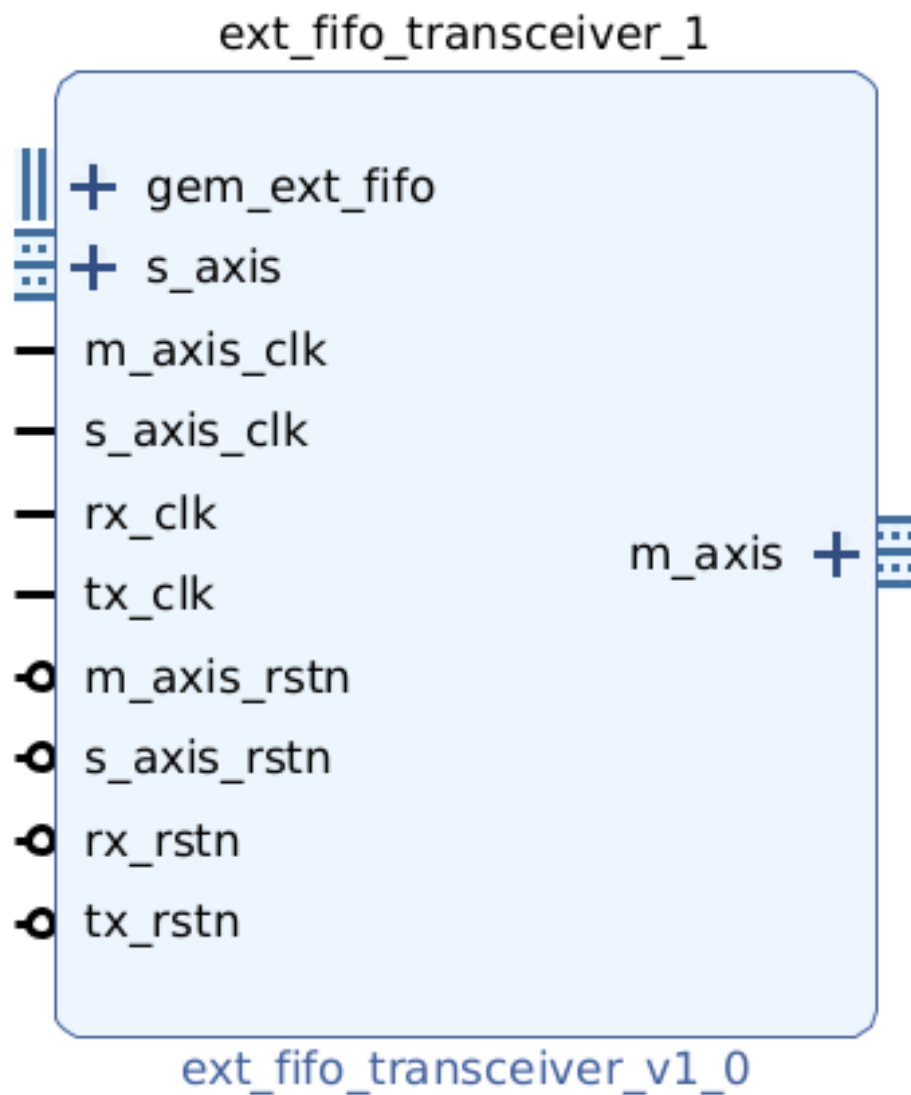 ext_fifo_transceiver_1
gem_ext_fifo
s_axis
m_axis_clk
s_axis_clk
rx_clk
m_axis
tx_clk
m_axis_rstn
s_axis_rstn
rx_rstn
tx_rstn
ext_fifo_transceiver_v1_0